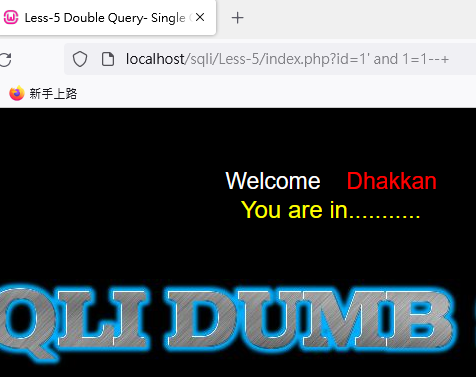 Less-5 Double Query- Single
localhost/sqli/Less-5/index.php?id=1' and 1=1--+
新手上路
Welcome Dhakkan
You are in...........
QLI DUMB